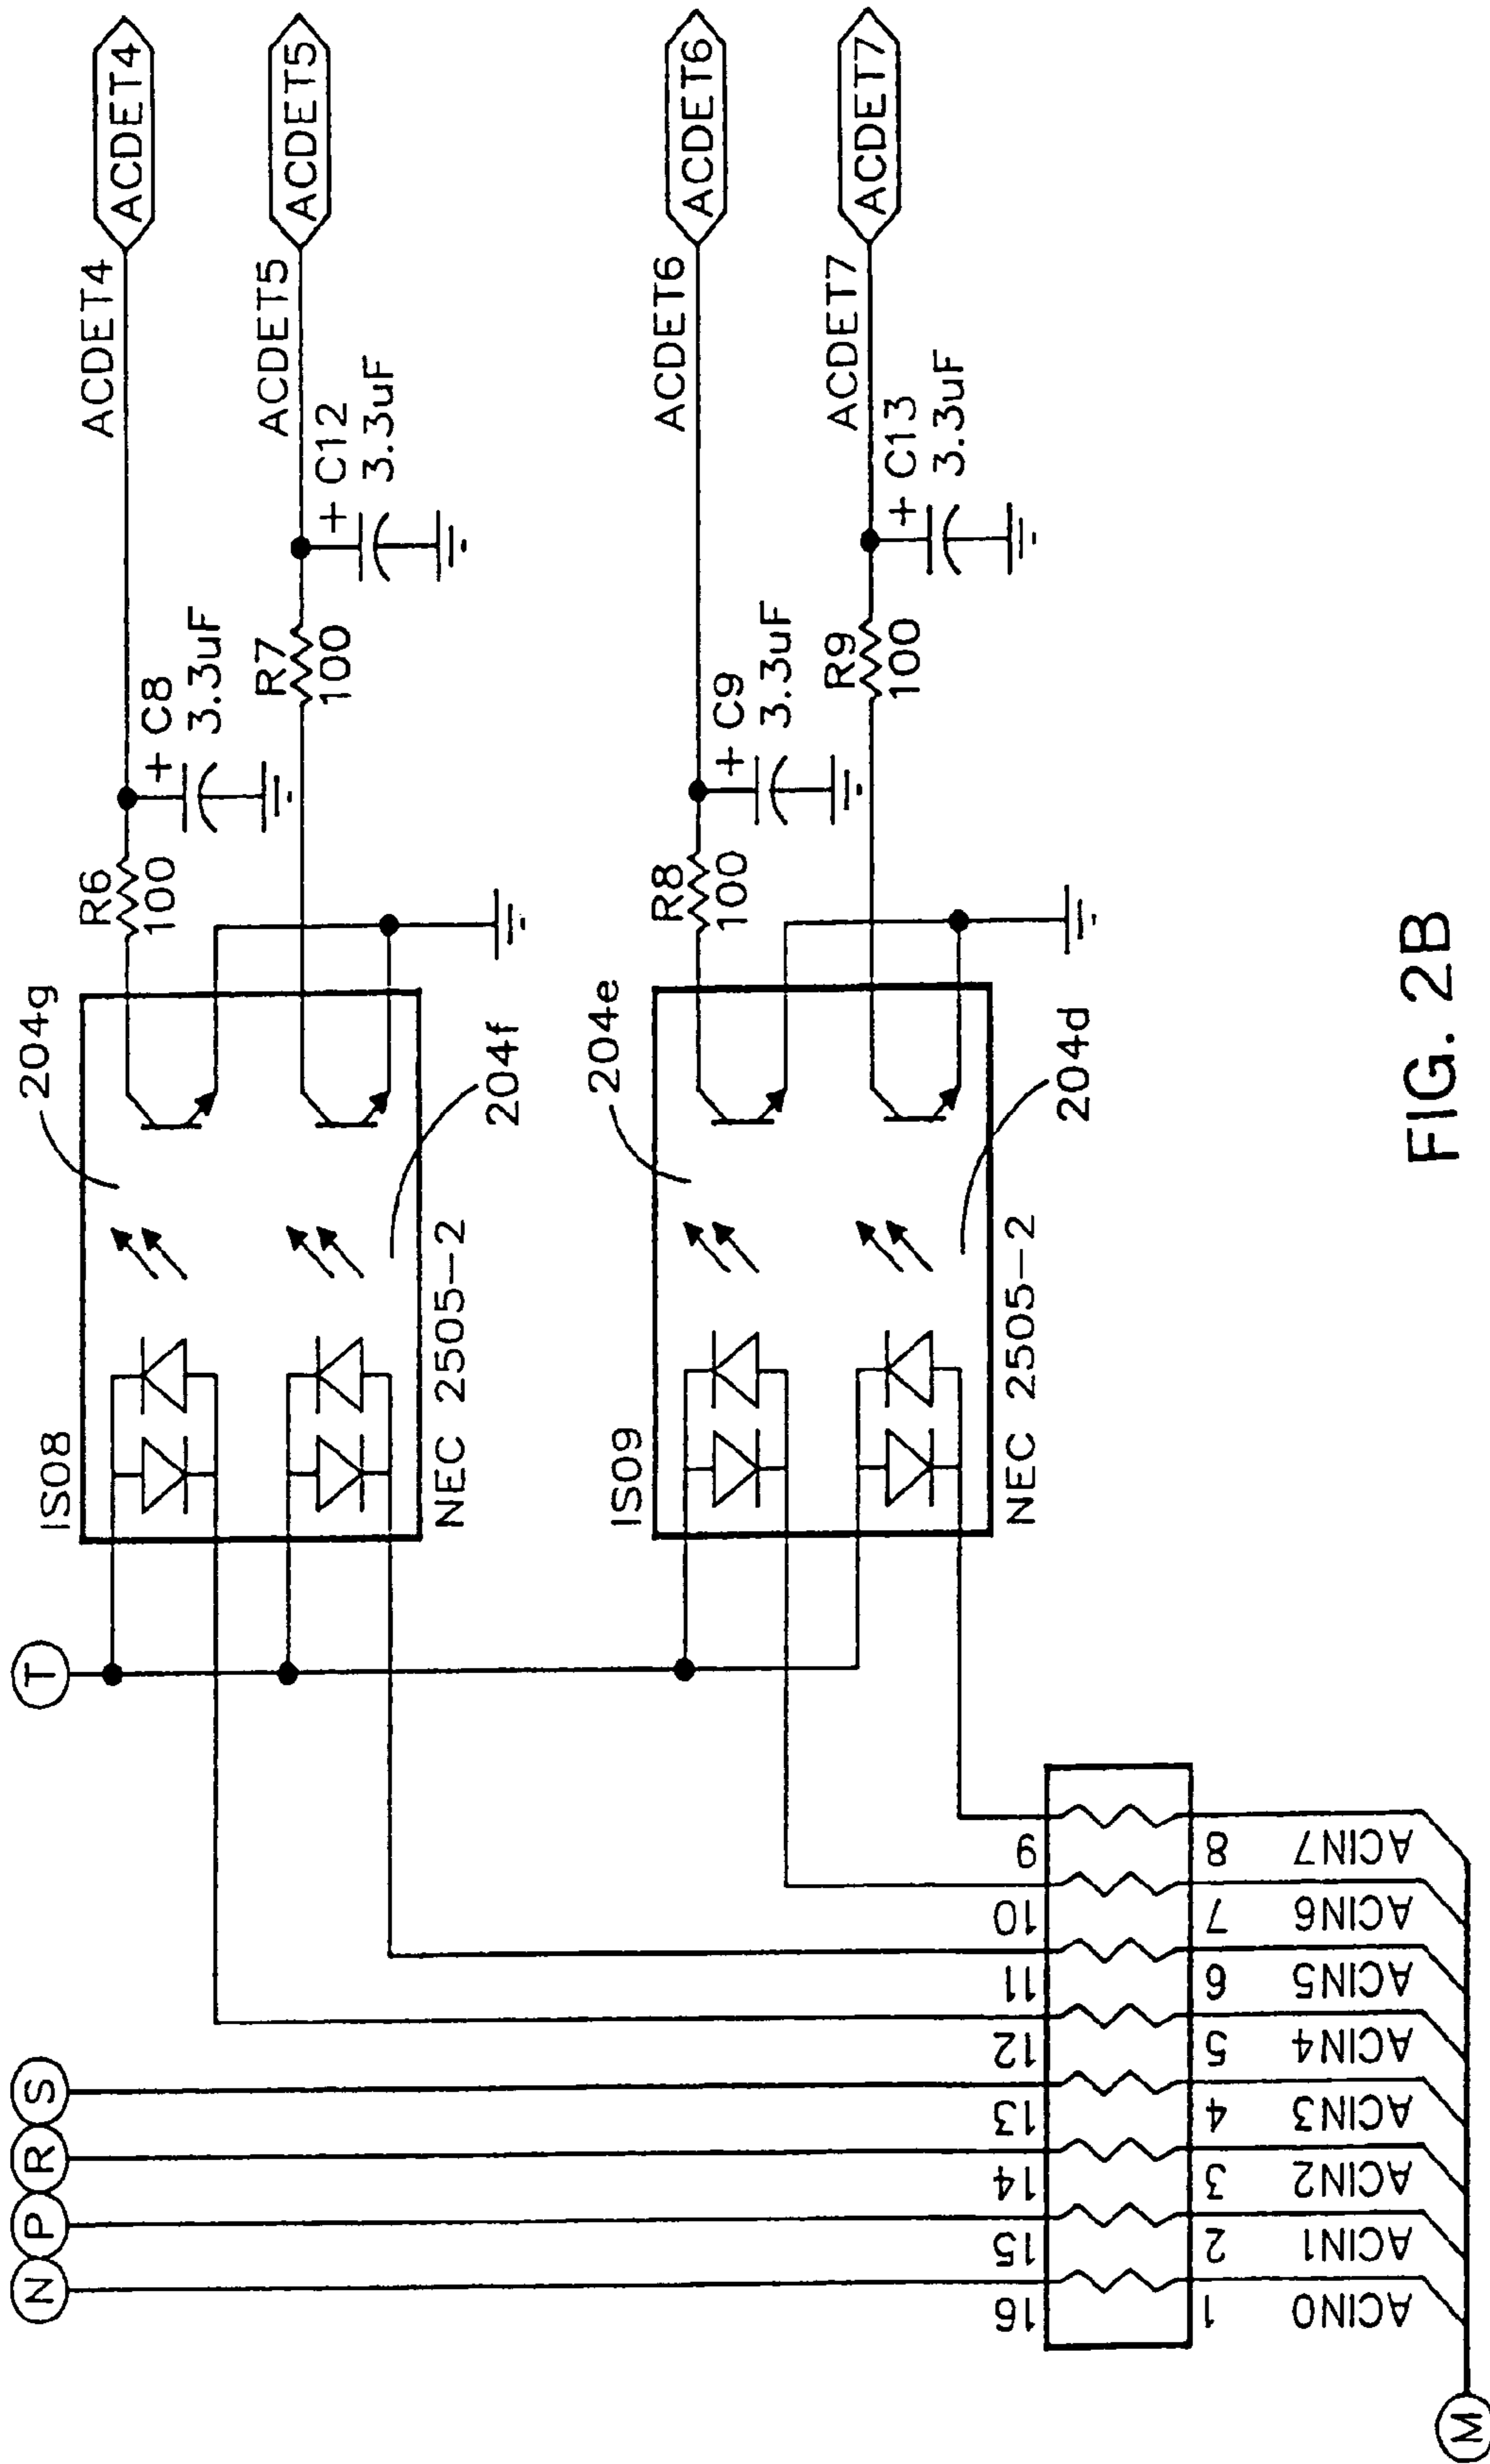 N
P
R
S
T
IS08
204g
R6
100
+ C8
3.3uF
ACDET4
ACDET4
R7
100
+ C12
3.3uF
ACDET5
ACDET5
204f
NEC 2505-2
IS09
204e
R8
100
+ C9
3.3uF
ACDET6
ACDET6
R9
100
+ C13
3.3uF
ACDET7
ACDET7
204d
NEC 2505-2
16
15
14
13
12
11
10
9
1
2
3
4
5
6
7
8
ACIN0
ACIN1
ACIN2
ACIN3
ACIN4
ACIN5
ACIN6
ACIN7
M
FIG. 2B